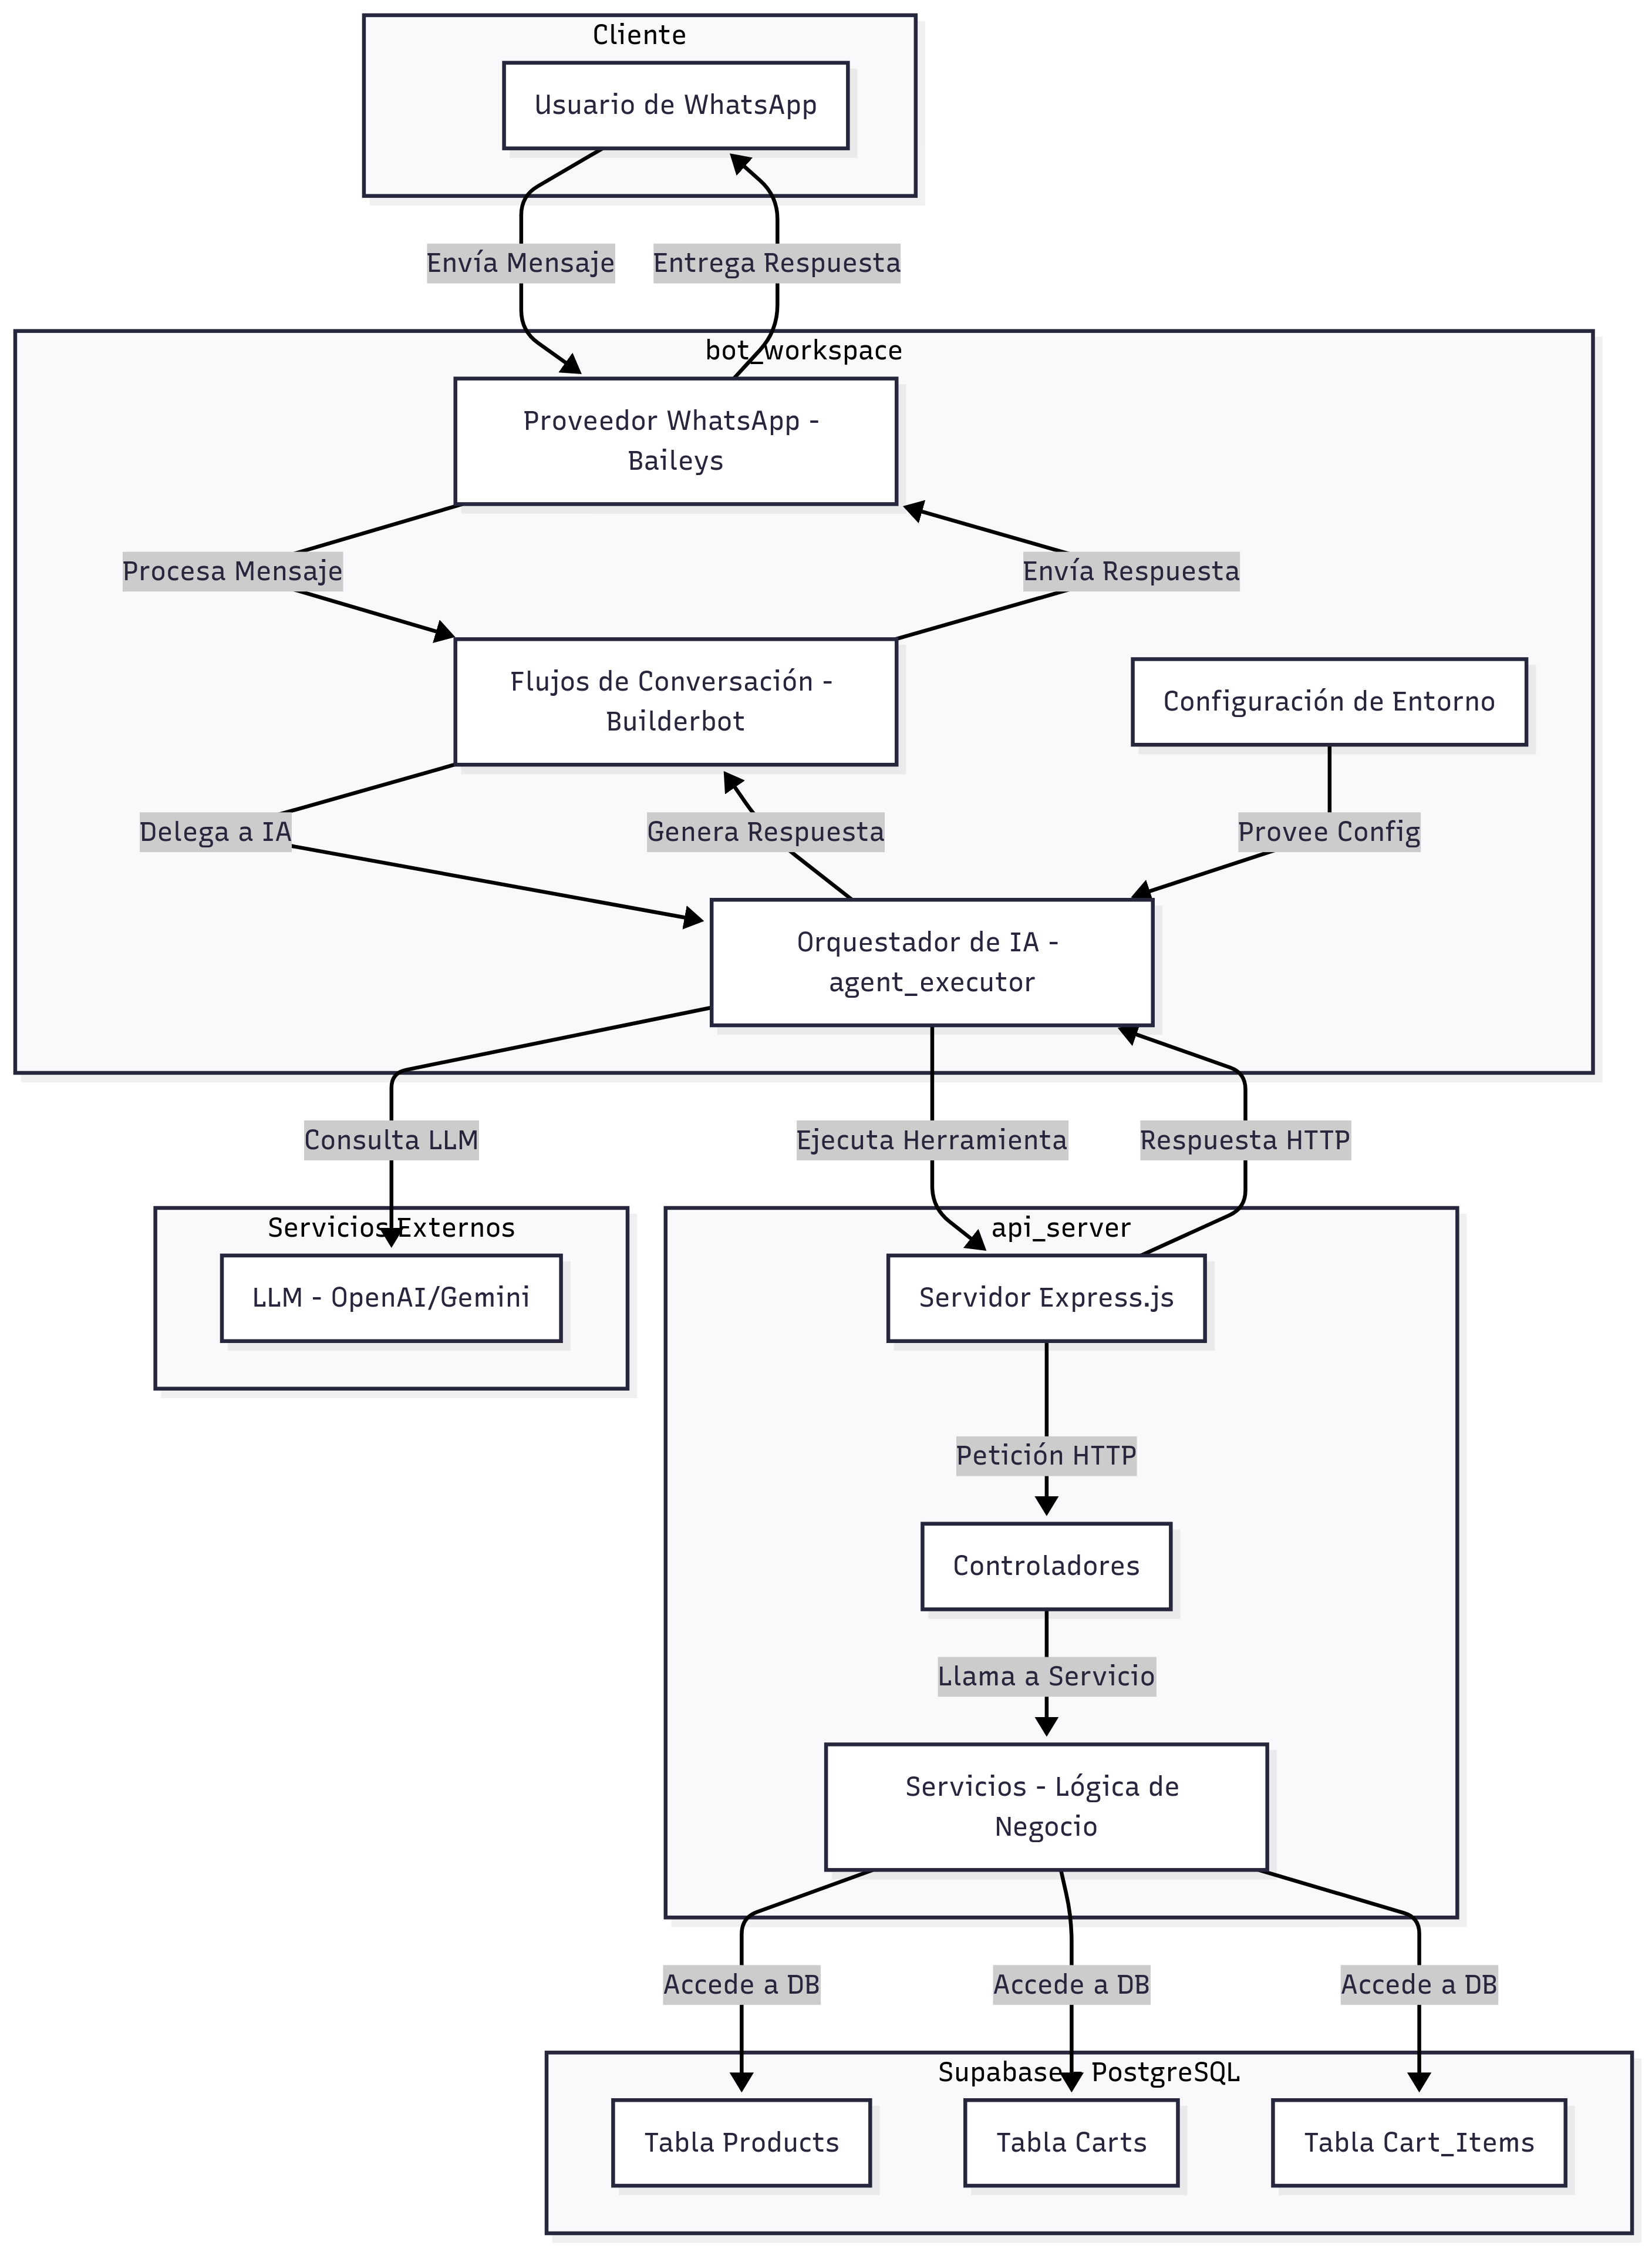 Cliente
Usuario de WhatsApp
Envía Mensaje
Entrega Respuesta
bot_workspace
Proveedor WhatsApp -
Baileys
Procesa Mensaje
Envía Respuesta
Flujos de Conversación -
Builderbot
Configuración de Entorno
Delega a IA
Genera Respuesta
Provee Config
Orquestador de IA -
agent_executor
Consulta LLM
Ejecuta Herramienta
Respuesta HTTP
Servicios Externos
api_server
LLM - OpenAI/Gemini
Servidor Express.js
Petición HTTP
Controladores
Llama a Servicio
Servicios - Lógica de
Negocio
Accede a DB
Accede a DB
Accede a DB
Supabase - PostgreSQL
Tabla Products
Tabla Carts
Tabla Cart_Items